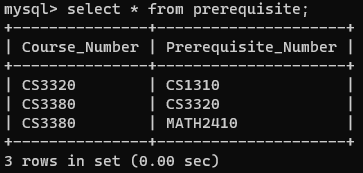 mysql> select * from prerequisite;
+---------------+---------------------+
| Course_Number | Prerequisite_Number |
+---------------+---------------------+
| CS3320        | CS1310              |
| CS3380        | CS3320              |
| CS3380        | MATH2410            |
+---------------+---------------------+
3 rows in set (0.00 sec)